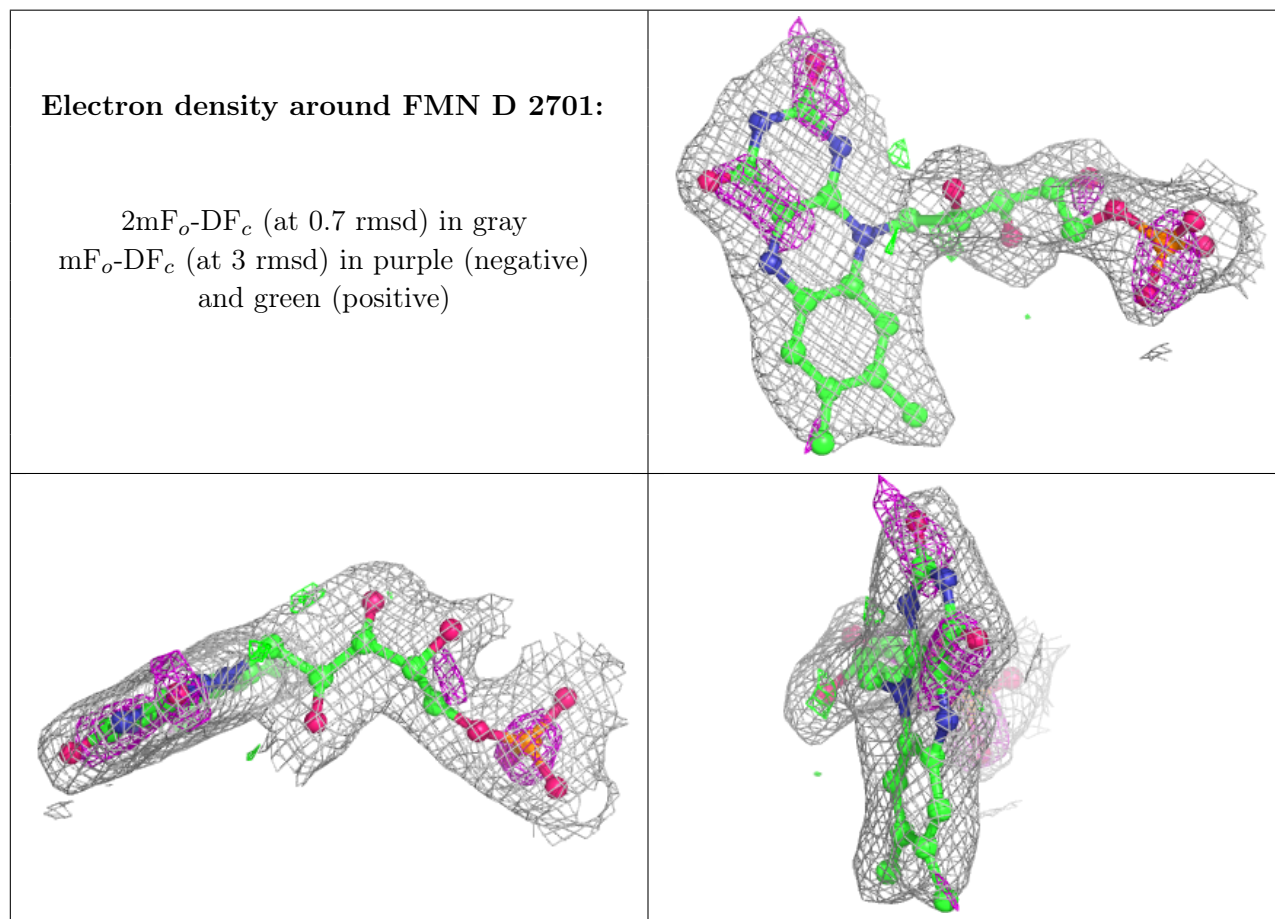 Electron density around FMN D 2701:
2mFo-DFc (at 0.7 rmsd) in gray
mFo-DFc (at 3 rmsd) in purple (negative)
and green (positive)